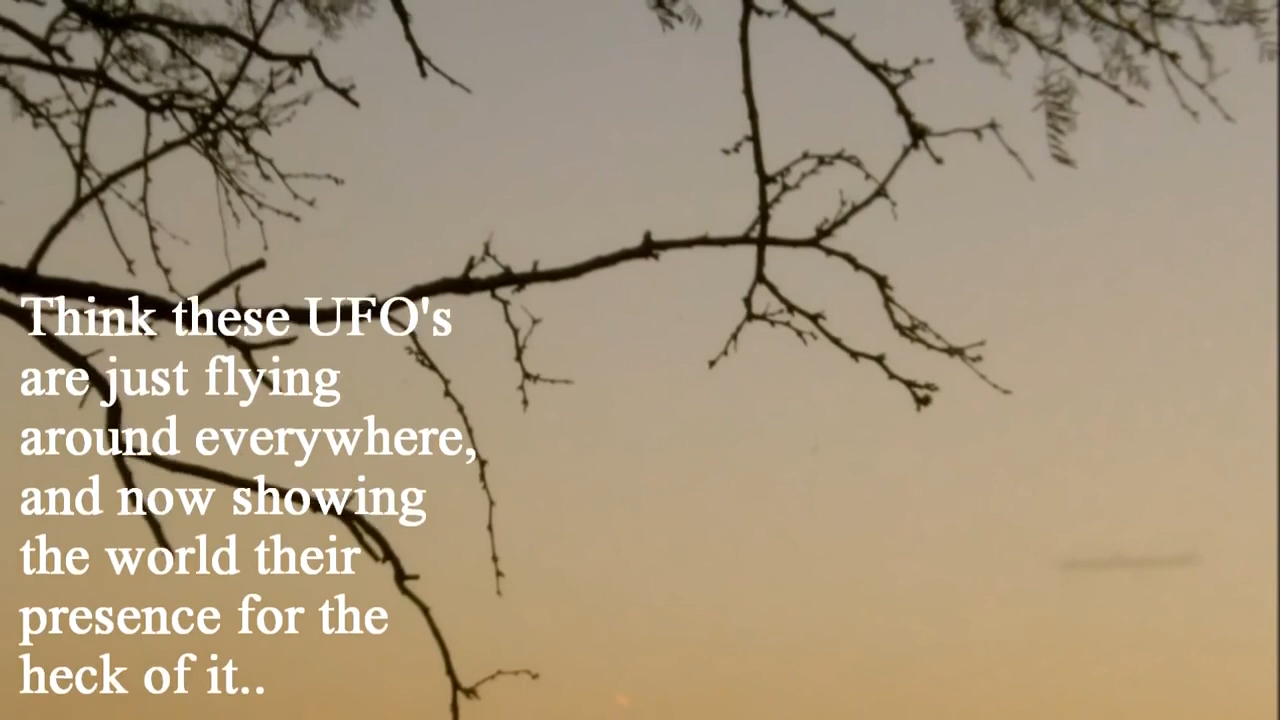 Think these UFO's
are just flying
around everywhere,
and now showing
the world their
presence for the
heck of it..